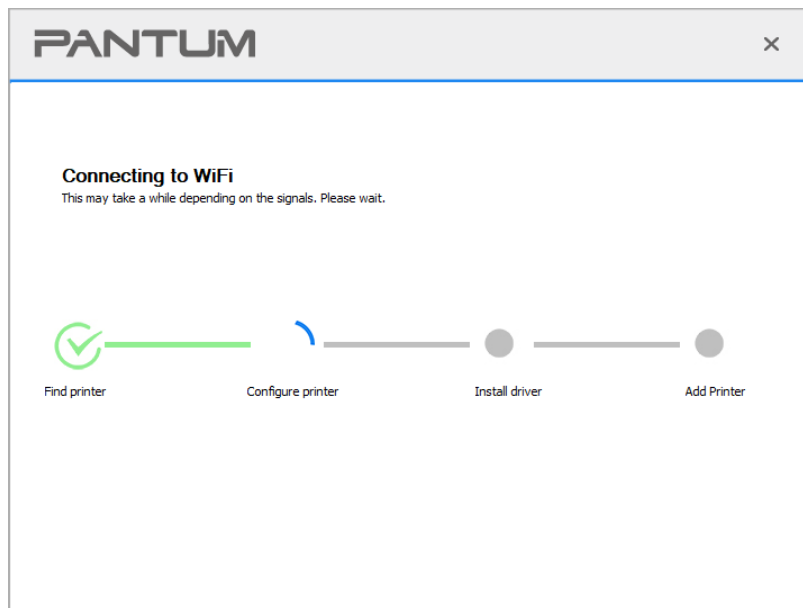 PANTUM
Connecting to WiFi
This may take a while depending on the signals. Please wait.
Find printer
Configure printer
Install driver
Add Printer